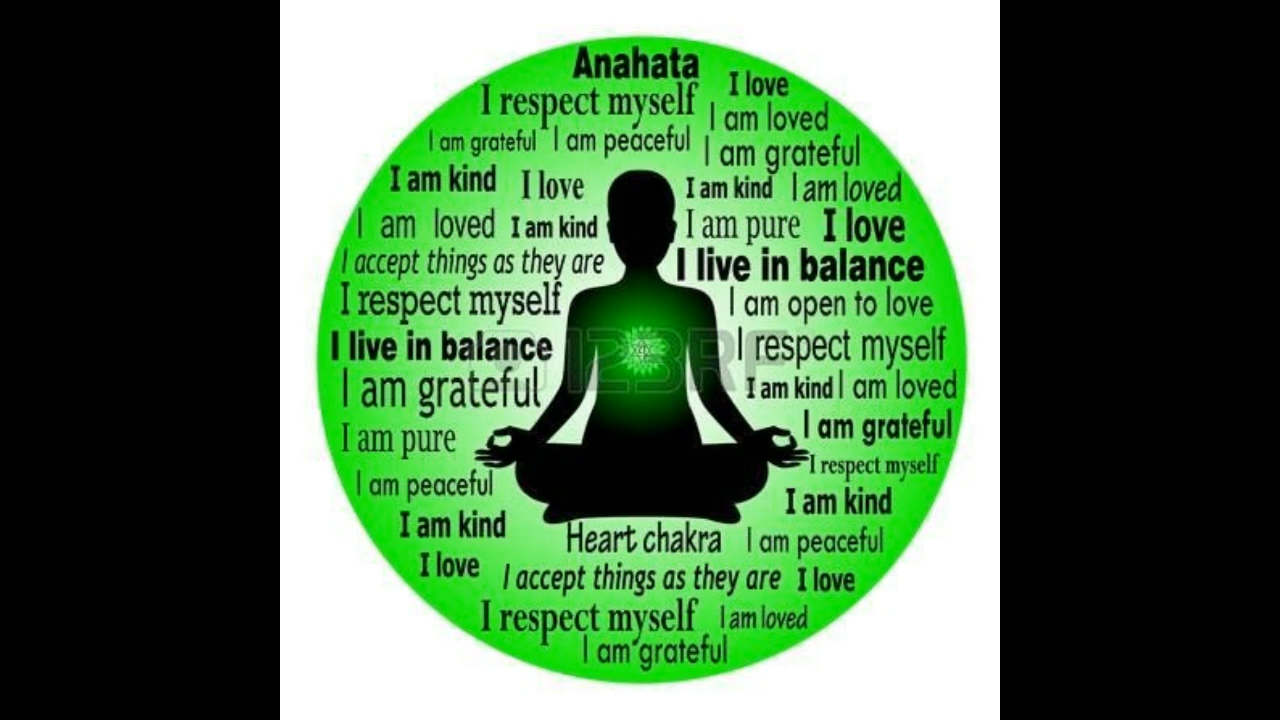 Anahata
I respect myself
I love
I am loved
I am grateful
I am peaceful
I am grateful
I am kind
I love
I am kind
I am loved
I am loved
I am kind
I am pure
I love
I accept things as they are
I live in balance
I respect myself
I am open to love
I live in balance
123RF
I respect myself
I am grateful
I am kind
I am loved
I am pure
I am grateful
I am peaceful
I respect myself
I am kind
I am kind
Heart chakra
I am peaceful
I love
I accept things as they are
I love
I respect myself
I am loved
I am grateful